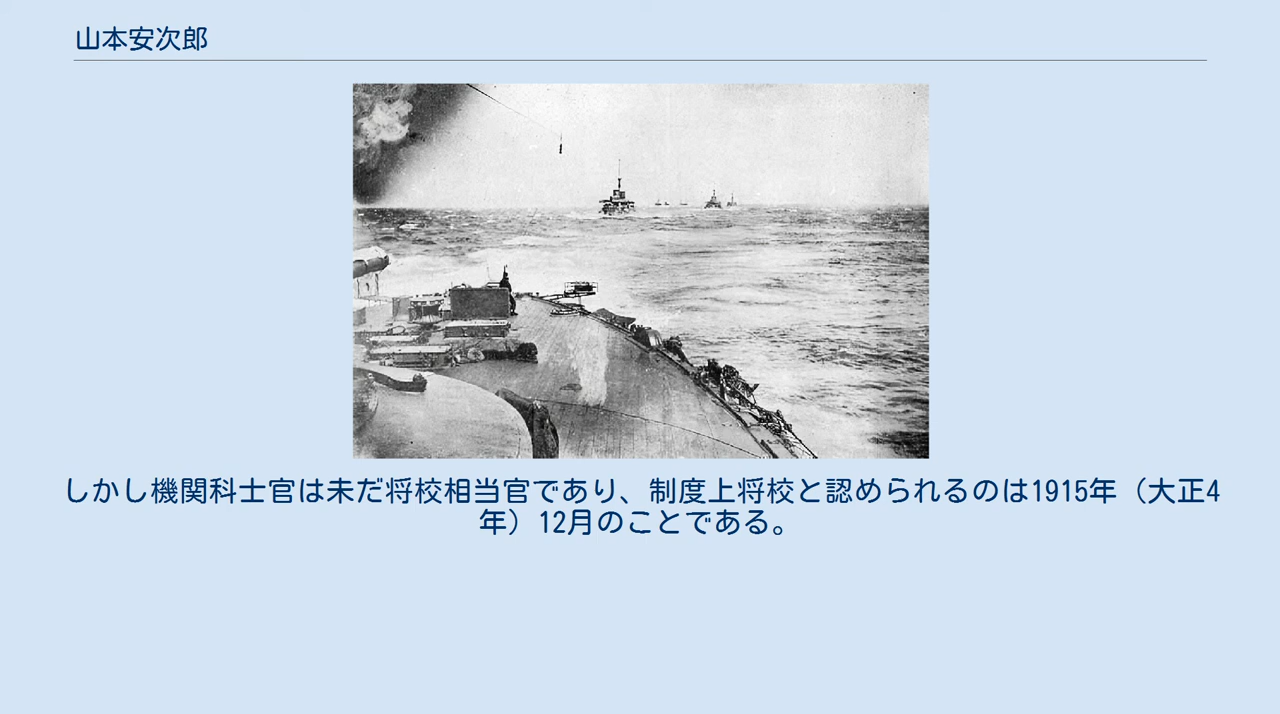 山本安次郎
しかし機関科士官は未だ将校相当官であり、制度上将校と認められるのは1915年（大正4
年）12月のことである。